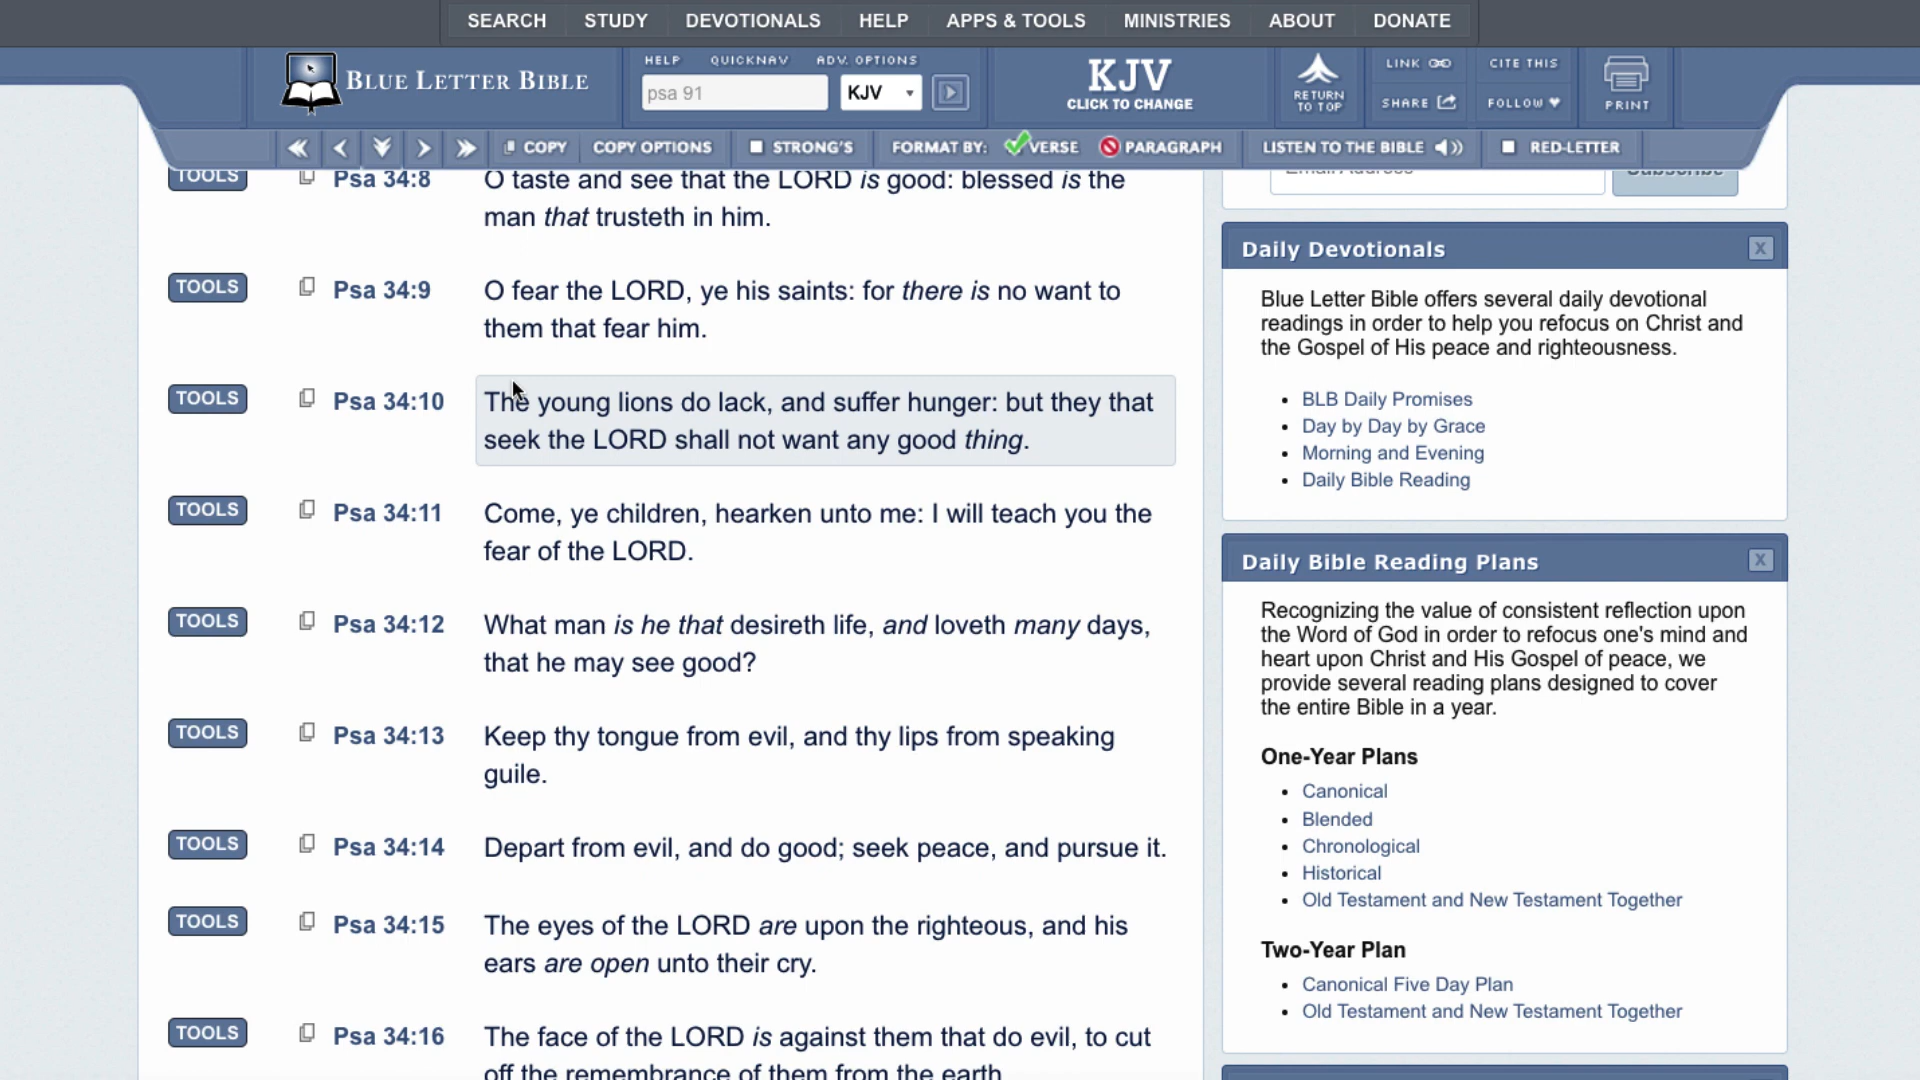 SEARCH STUDY DEVOTIONALS HELP APPS & TOOLS MINISTRIES ABOUT DONATE
BLUE LETTER BIBLE
HELP QUICKNAV ADV. OPTIONS
psa 91 KJV
KJV
CLICK TO CHANGE
RETURN
TO TOP
LINK CITE THIS
SHARE FOLLOW
PRINT
COPY COPY OPTIONS STRONG'S FORMAT BY: VERSE PARAGRAPH LISTEN TO THE BIBLE RED-LETTER
TOOLS Psa 34:8 O taste and see that the LORD is good: blessed is the
man that trusteth in him.
TOOLS Psa 34:9 O fear the LORD, ye his saints: for there is no want to
them that fear him.
TOOLS Psa 34:10 The young lions do lack, and suffer hunger: but they that
seek the LORD shall not want any good thing.
TOOLS Psa 34:11 Come, ye children, hearken unto me: I will teach you the
fear of the LORD.
TOOLS Psa 34:12 What man is he that desireth life, and loveth many days,
that he may see good?
TOOLS Psa 34:13 Keep thy tongue from evil, and thy lips from speaking
guile.
TOOLS Psa 34:14 Depart from evil, and do good; seek peace, and pursue it.
TOOLS Psa 34:15 The eyes of the LORD are upon the righteous, and his
ears are open unto their cry.
TOOLS Psa 34:16 The face of the LORD is against them that do evil, to cut
off the remembrance of them from the earth.
Email Address Subscribe
Daily Devotionals X
Blue Letter Bible offers several daily devotional
readings in order to help you refocus on Christ and
the Gospel of His peace and righteousness.
BLB Daily Promises
Day by Day by Grace
Morning and Evening
Daily Bible Reading
Daily Bible Reading Plans X
Recognizing the value of consistent reflection upon
the Word of God in order to refocus one's mind and
heart upon Christ and His Gospel of peace, we
provide several reading plans designed to cover
the entire Bible in a year.
One-Year Plans
Canonical
Blended
Chronological
Historical
Old Testament and New Testament Together
Two-Year Plan
Canonical Five Day Plan
Old Testament and New Testament Together